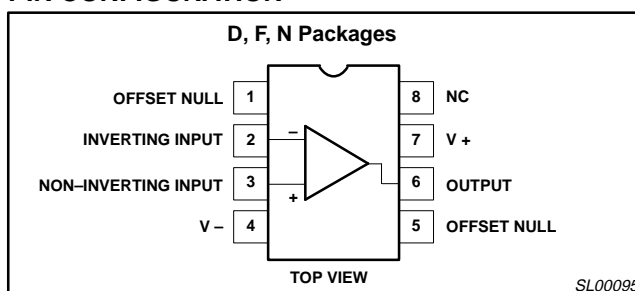 D, F, N Packages
OFFSET NULL 1 8 NC
INVERTING INPUT 2 – 7 V +
NON–INVERTING INPUT 3 + 6 OUTPUT
V – 4 5 OFFSET NULL
TOP VIEW
SL00095